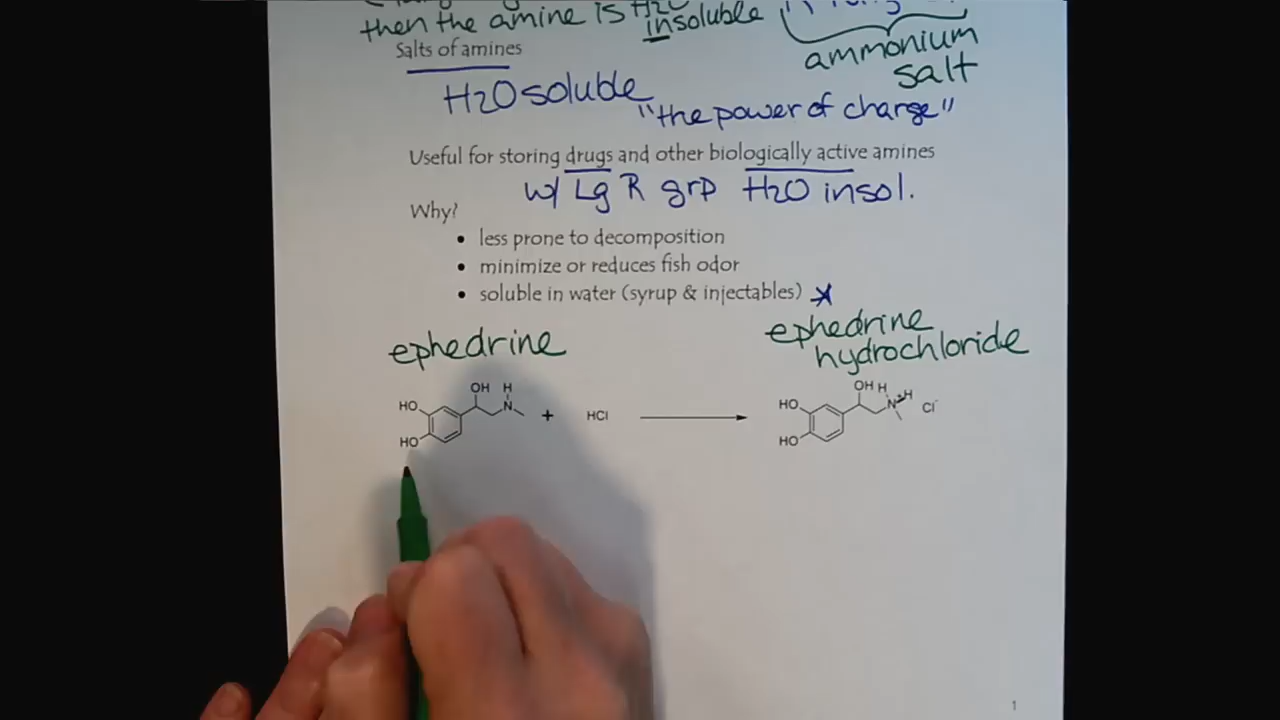 then the amine is H2O insoluble
ammonium
salt
Salts of amines
H2O soluble
"the power of charge"
Useful for storing drugs and other biologically active amines
w/ Lg R grp H2O insol.
Why?
• less prone to decomposition
• minimize or reduces fish odor
• soluble in water (syrup & injectables) *
ephedrine
ephedrine
hydrochloride
OH H
HO
N
HO
+ HCl
OH H
H
HO
N
Cl-
HO
1